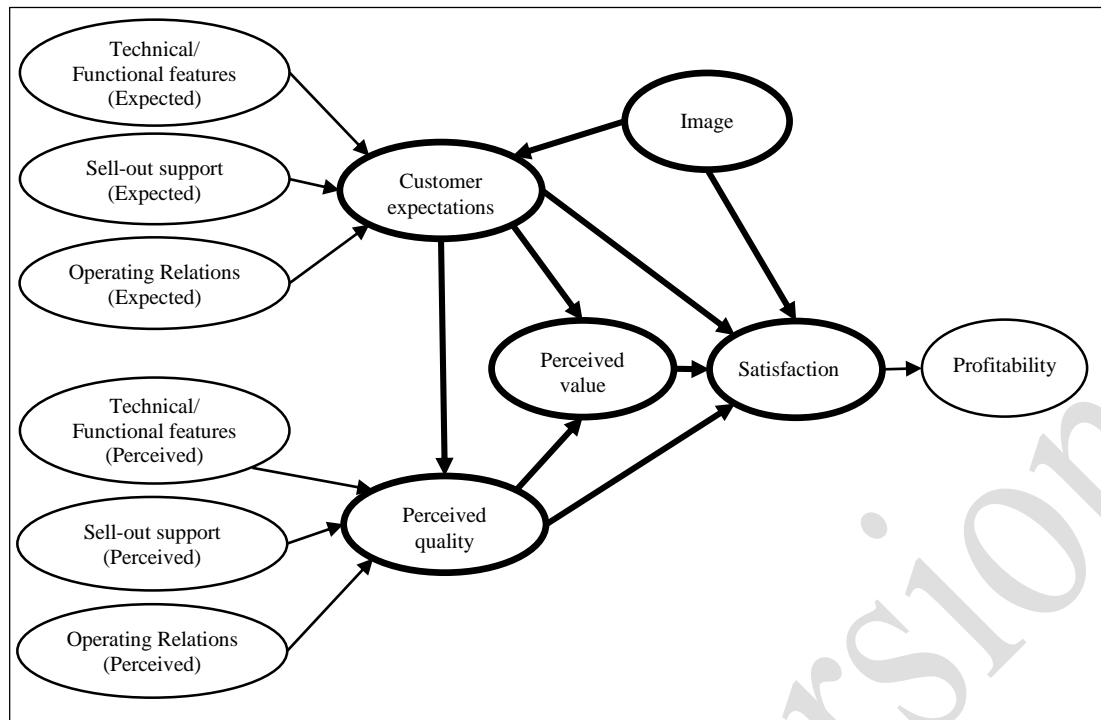 Technical/
Functional features
(Expected)
Image
Sell-out support
(Expected)
Customer
expectations
Operating Relations
(Expected)
Perceived
value
Satisfaction
Profitability
Technical/
Functional features
(Perceived)
Perceived
quality
Sell-out support
(Perceived)
Operating Relations
(Perceived)